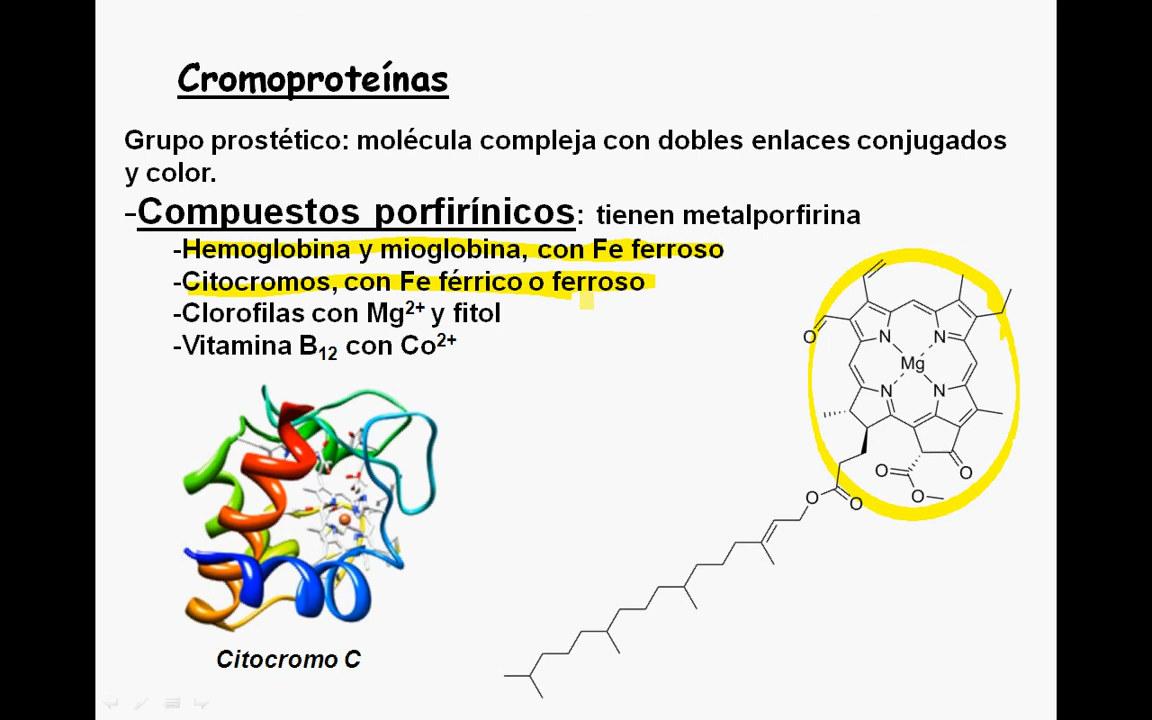 Cromoproteínas
Grupo prostético: molécula compleja con dobles enlaces conjugados
y color.
-Compuestos porfirínicos: tienen metalporfirina
-Hemoglobina y mioglobina, con Fe ferroso
-Citocromos, con Fe férrico o ferroso
-Clorofilas con Mg²⁺ y fitol
-Vitamina B₁₂ con Co²⁺
O
N N
Mg
N N
O O
O
O O
Citocromo C